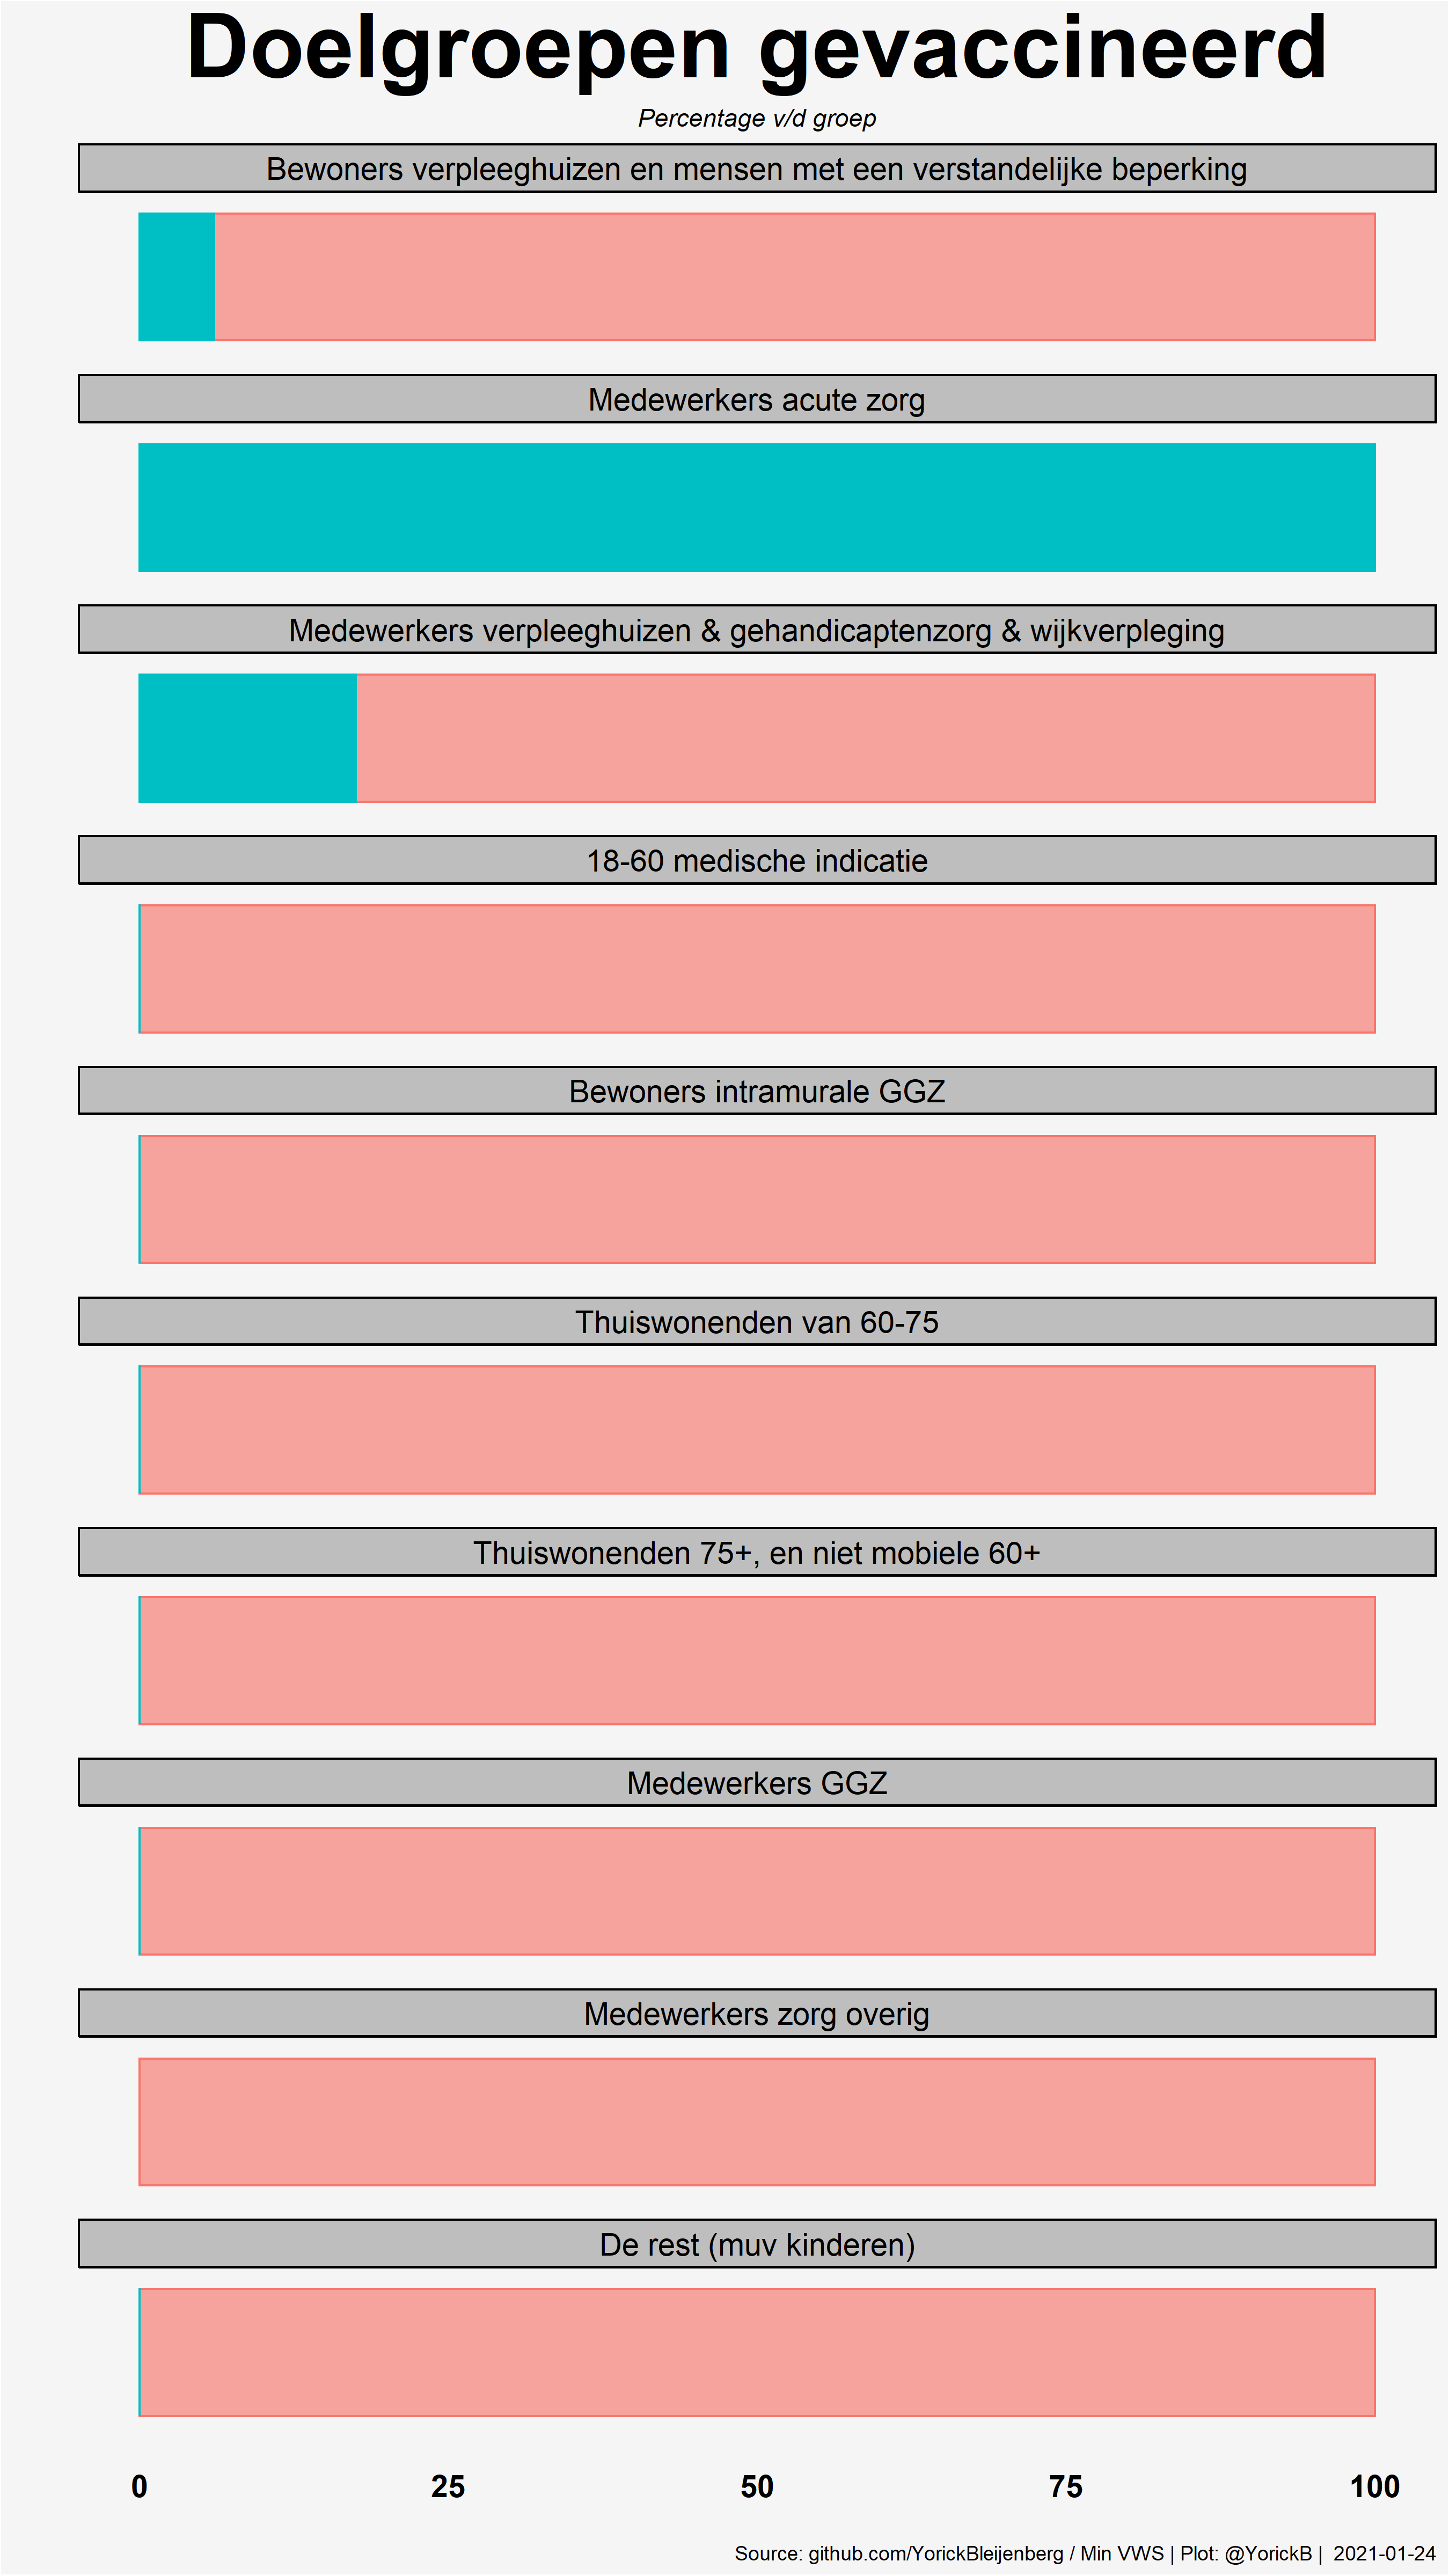 Doelgroepen gevaccineerd
Percentage v/d groep
Bewoners verpleeghuizen en mensen met een verstandelijke beperking
Medewerkers acute zorg
Medewerkers verpleeghuizen & gehandicaptenzorg & wijkverpleging
18-60 medische indicatie
Bewoners intramurale GGZ
Thuiswonenden van 60-75
Thuiswonenden 75+, en niet mobiele 60+
Medewerkers GGZ
Medewerkers zorg overig
De rest (muv kinderen)
0 25 50 75 100
Source: github.com/YorickBleijenberg / Min VWS | Plot: @YorickB | 2021-01-24